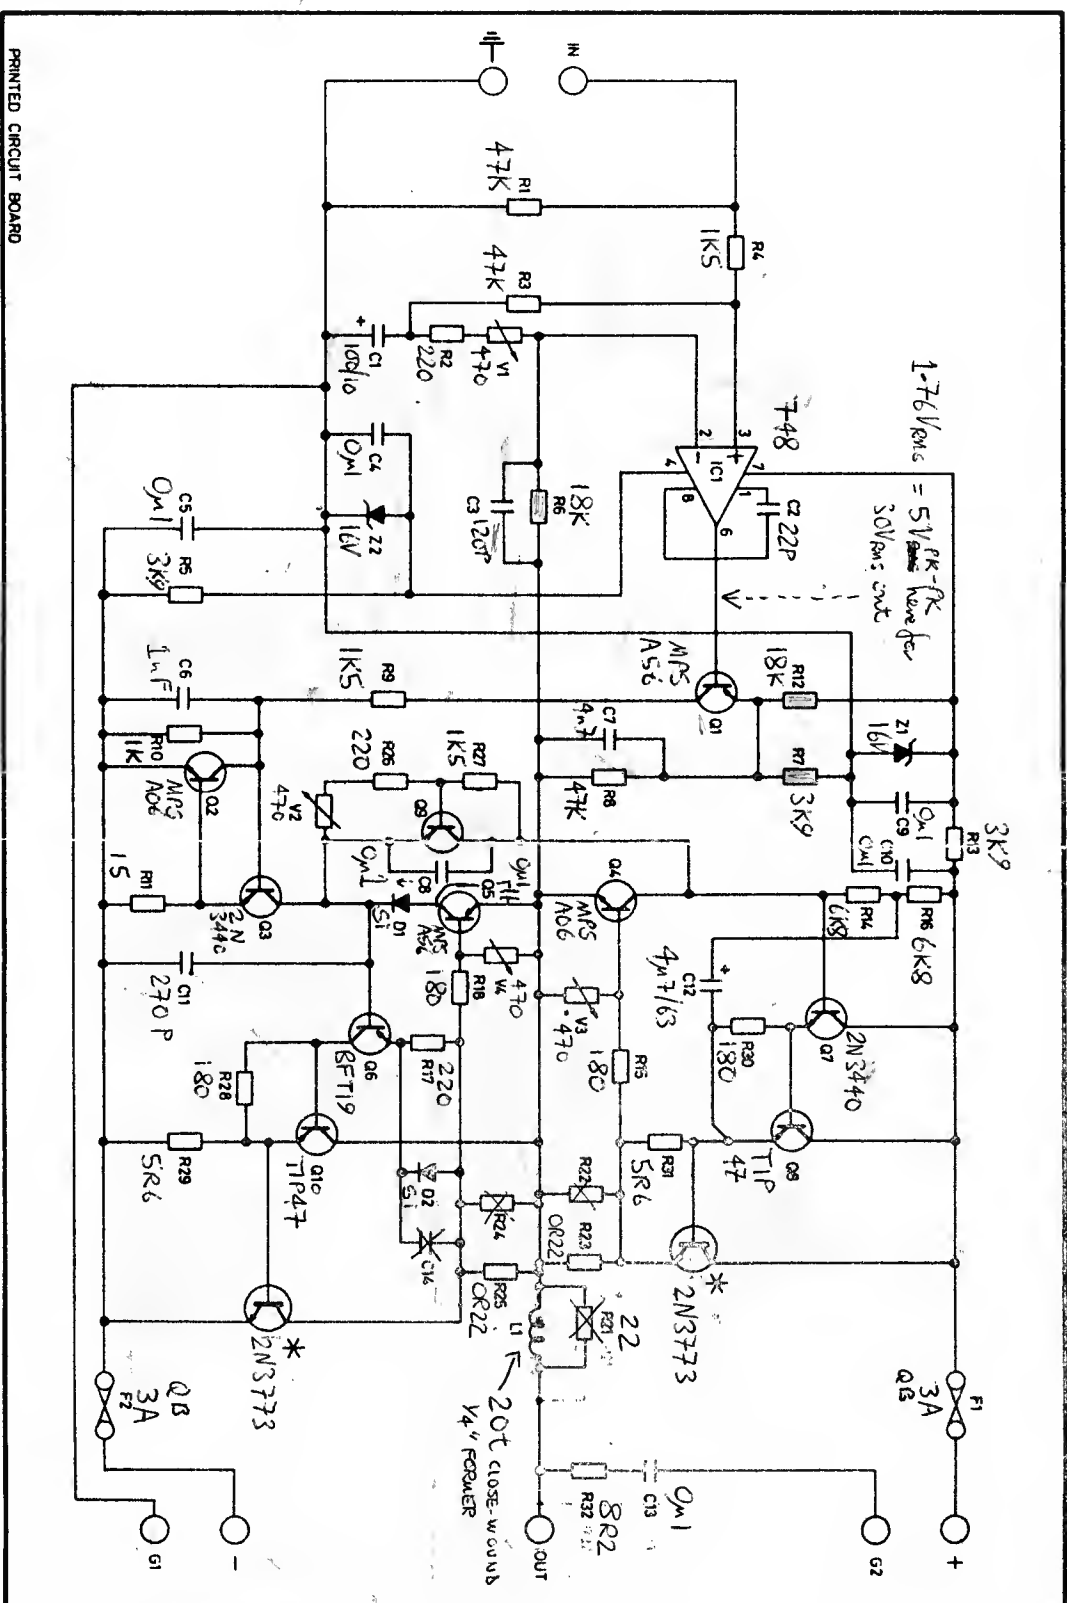 PRINTED CIRCUIT BOARD
IN
R1
47K
R4
1K5
R3
47K
V1
470
R2
220
C1
100/10
+
748
IC1
3
2
7
1
8
4
6
+
-
C2
22P
1.76VRMS = 5V PK-PK
here for
30VRMS out
R6
18K
C3
120P
C4
0µ1
Z2
16V
C5
0µ1
R5
3K9
C6
1nF
R9
1K5
R10
1K
Q2
MPS
A06
R11
15
Q3
2N
3440
MPS
A56
Q1
R12
18K
R7
3K9
Z1
16V
C9
0µ1
C10
0µ1
R13
3K9
C7
4n7
R8
47K
R26
220
R27
1K5
V2
470
Q9
C8
0µ1
Q5
MPS
A56
D1
Si
Q4
MPS
A06
R14
6K8
R16
6K8
C12
4µ7/63
+
V4
470
R18
180
V3
470
R15
180
C11
270P
Q6
BFT19
R17
220
R28
180
R29
5R6
Q10
TIP47
D2
Si
C14
R24
R25
0R22
R22
R23
0R22
R30
180
Q7
2N3440
Q8
TIP
47
R31
5R6
*
2N3773
*
2N3773
R21
22
L1
20t CLOSE-WOUND
1/4" FORMER
F1
3A
QB
F2
3A
QB
R32
8R2
C13
0µ1
OUT
G2
+
-
G1